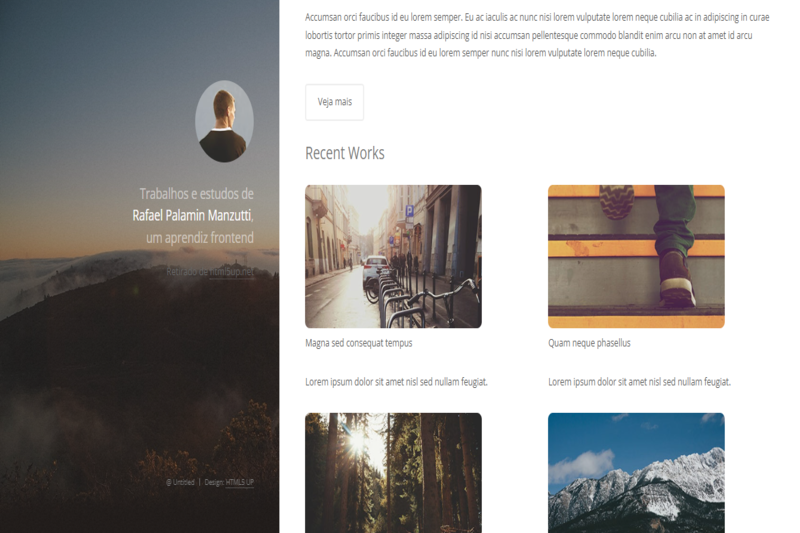 Trabalhos e estudos de
Rafael Palamin Manzutti,
um aprendiz frontend
Retirado de html5up.net
@ Untitled | Design: HTML5 UP
Accumsan orci faucibus id eu lorem semper. Eu ac iaculis ac nunc nisi lorem vulputate lorem neque cubilia ac in adipiscing in curae
lobortis tortor primis integer massa adipiscing id nisi accumsan pellentesque commodo blandit enim arcu non at amet id arcu
magna. Accumsan orci faucibus id eu lorem semper nunc nisi lorem vulputate lorem neque cubilia.
Veja mais
Recent Works
Magna sed consequat tempus
Lorem ipsum dolor sit amet nisl sed nullam feugiat.
Quam neque phasellus
Lorem ipsum dolor sit amet nisl sed nullam feugiat.